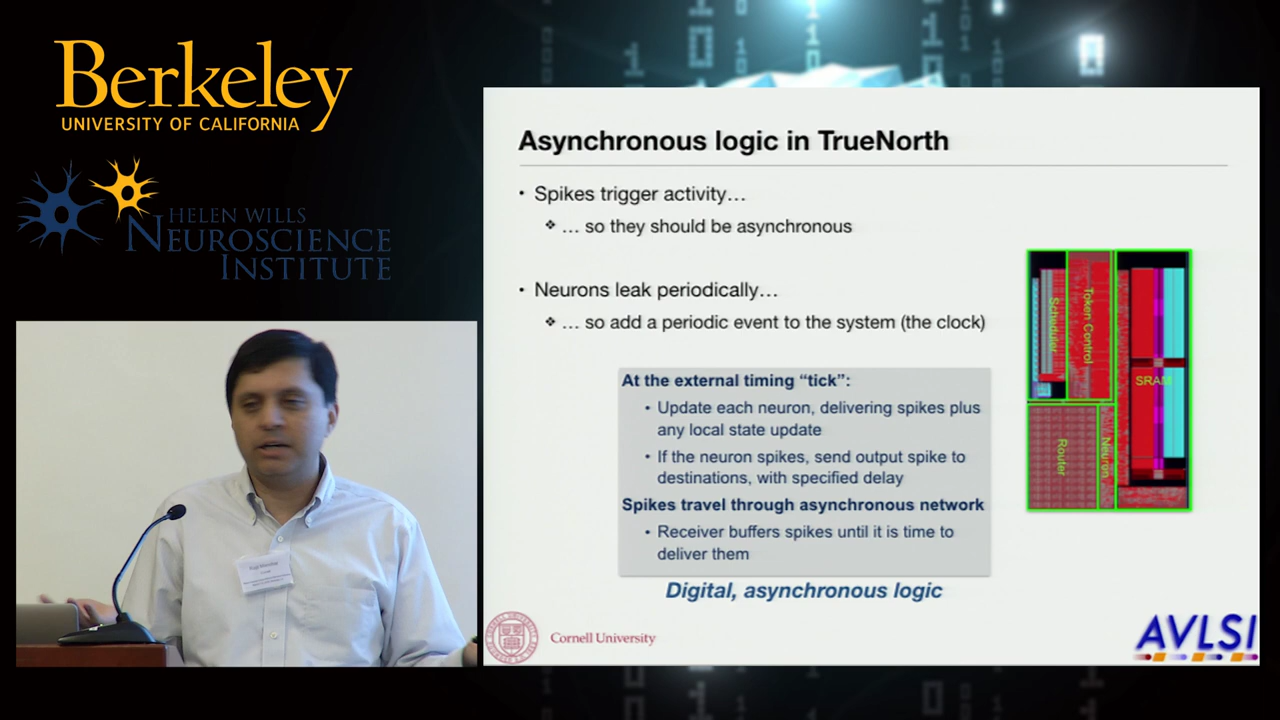 Berkeley
UNIVERSITY OF CALIFORNIA
HELEN WILLS
NEUROSCIENCE
INSTITUTE
Asynchronous logic in TrueNorth
• Spikes trigger activity…
❖ … so they should be asynchronous
• Neurons leak periodically…
❖ … so add a periodic event to the system (the clock)
At the external timing “tick”:
• Update each neuron, delivering spikes plus
any local state update
• If the neuron spikes, send output spike to
destinations, with specified delay
Spikes travel through asynchronous network
• Receiver buffers spikes until it is time to
deliver them
Digital, asynchronous logic
Scheduler
Token Control
SRAM
Router
Neuron
Cornell University
AVLSI